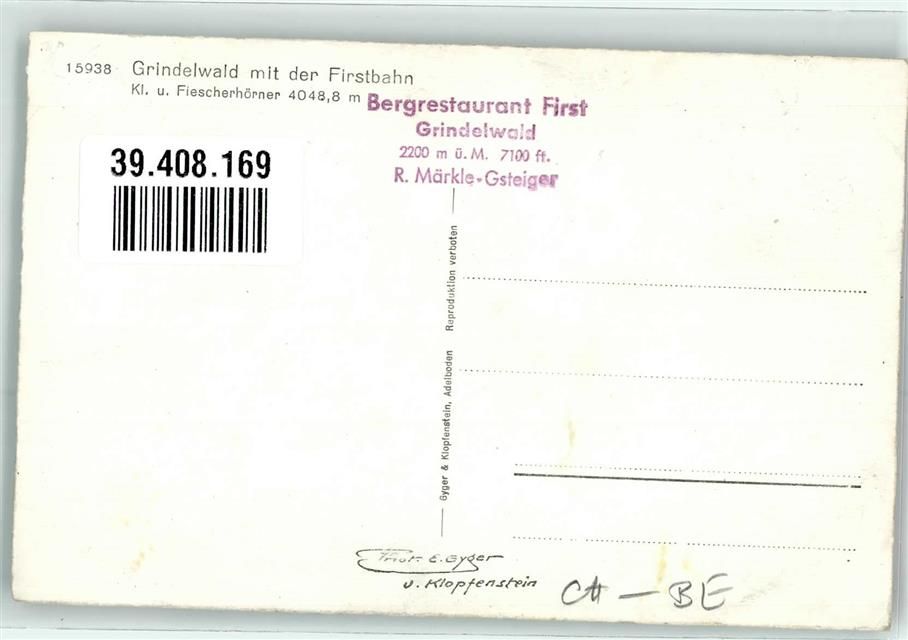 15938 Grindelwald mit der Firstbahn
Kl. u. Fiescherhörner 4048,8 m
Bergrestaurant First
Grindelwald
2200 m ü. M. 7100 ft.
R. Märkle-Gsteiger
39.408.169
Gyger & Klopfenstein, Adelboden Reproduktion verboten
Phot. E. Gyger
u. Klopfenstein
CH - BE